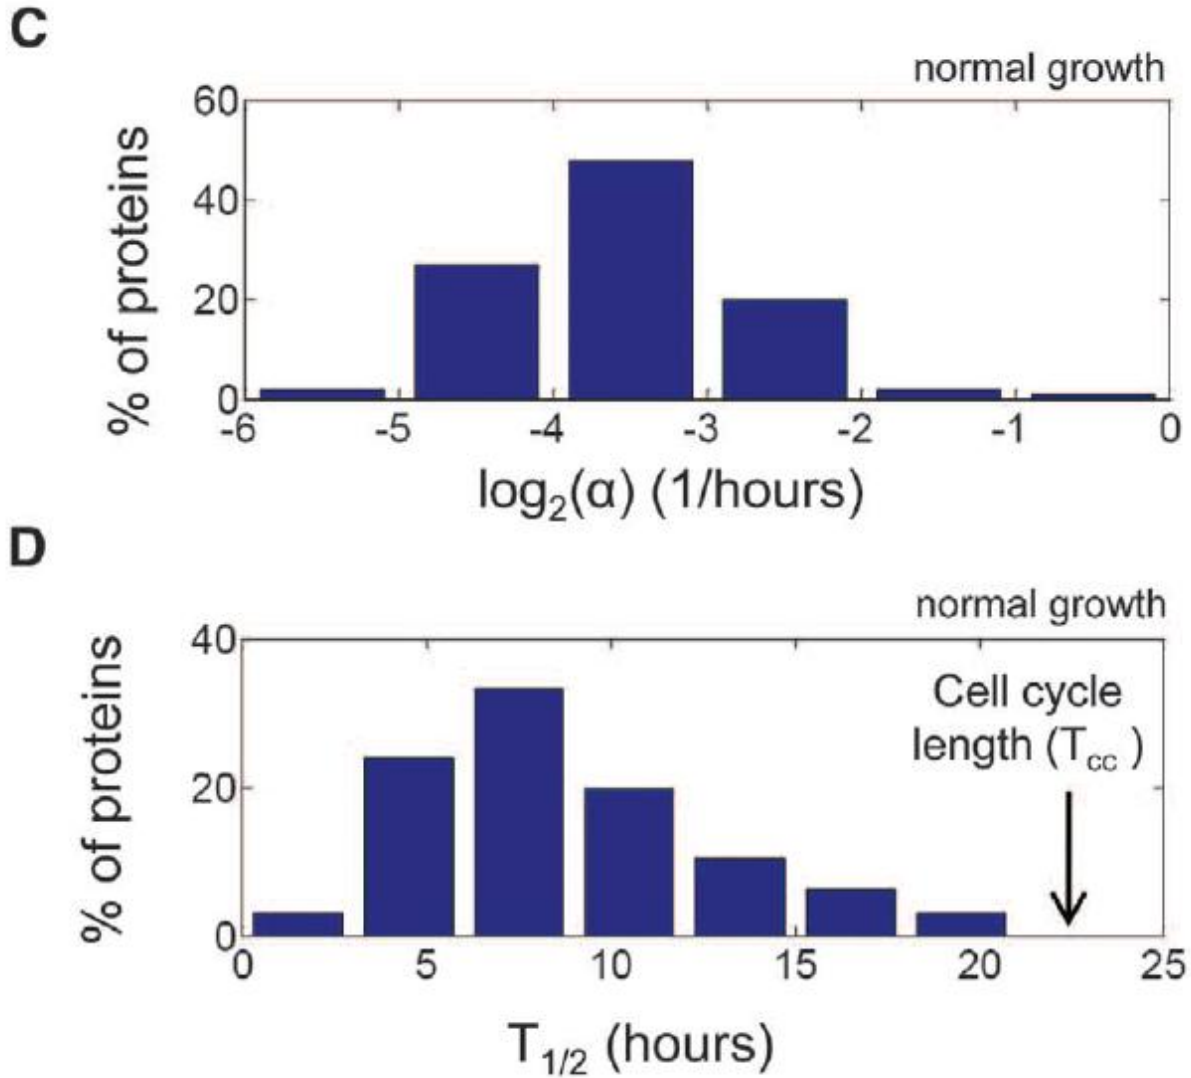 C
normal growth
% of proteins
60
40
20
0
-6 -5 -4 -3 -2 -1 0
log₂(α) (1/hours)
D
normal growth
% of proteins
40
20
0
Cell cycle
length (T_cc)
0 5 10 15 20 25
T₁/₂ (hours)